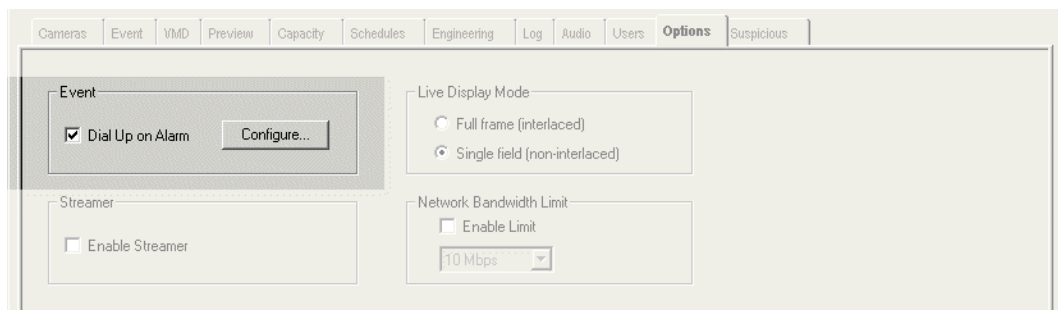 Cameras Event VMD Preview Capacity Schedules Engineering Log Audio Users Options Suspicious
Event
Dial Up on Alarm Configure...
Live Display Mode
Full frame (interlaced)
Single field (non-interlaced)
Streamer
Enable Streamer
Network Bandwidth Limit
Enable Limit
10 Mbps